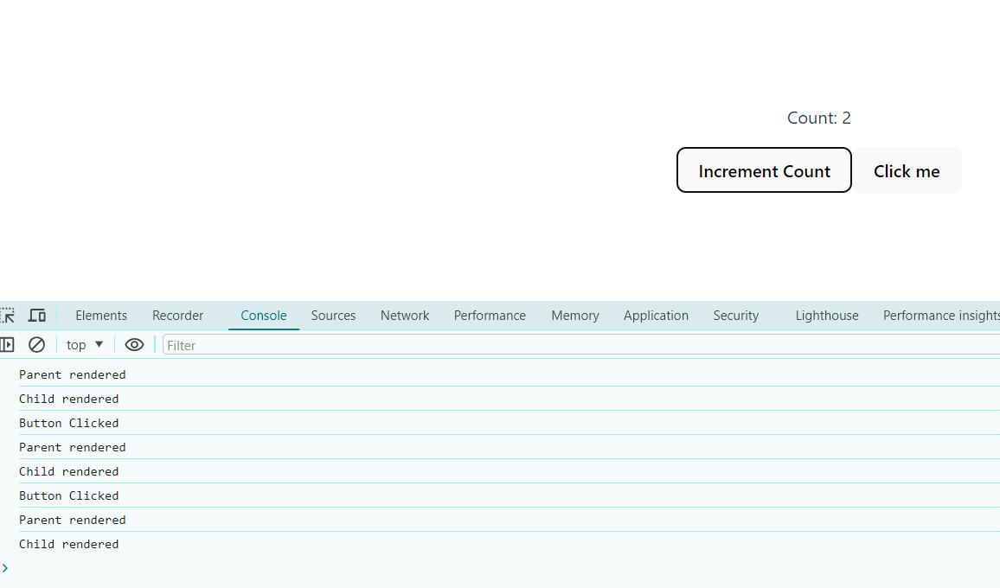 Count: 2
Increment Count Click me
Elements Recorder Console Sources Network Performance Memory Application Security Lighthouse Performance insights
top Filter
Parent rendered
Child rendered
Button Clicked
Parent rendered
Child rendered
Button Clicked
Parent rendered
Child rendered